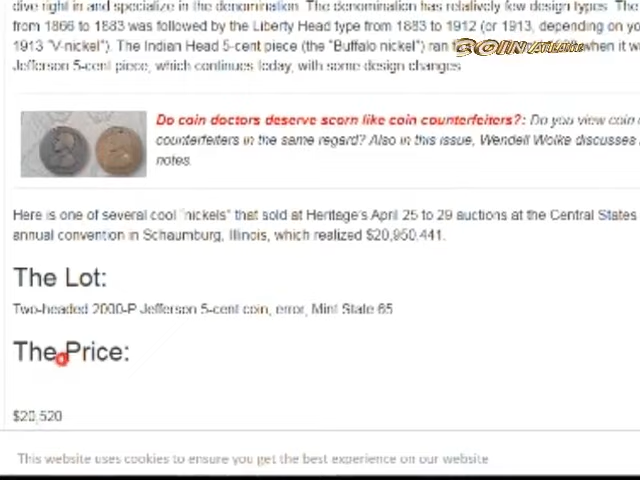 dive right in and specialize in the denomination. The denomination has relatively few design types. The
from 1866 to 1883 was followed by the Liberty Head type from 1883 to 1912 (or 1913, depending on yo
1913 "V-nickel"). The Indian Head 5-cent piece (the "Buffalo nickel") ran when it w
COIN
Jefferson 5-cent piece, which continues today, with some design changes.
Do coin doctors deserve scorn like coin counterfeiters?: Do you view coin
counterfeiters in the same regard? Also in this issue, Wendell Wolke discusses
notes.
Here is one of several cool "nickels" that sold at Heritage's April 25 to 29 auctions at the Central States
annual convention in Schaumburg, Illinois, which realized $20,950,441.
The Lot:
Two-headed 2000-P Jefferson 5-cent coin, error, Mint State 65
The Price:
$20,520
This website uses cookies to ensure you get the best experience on our website